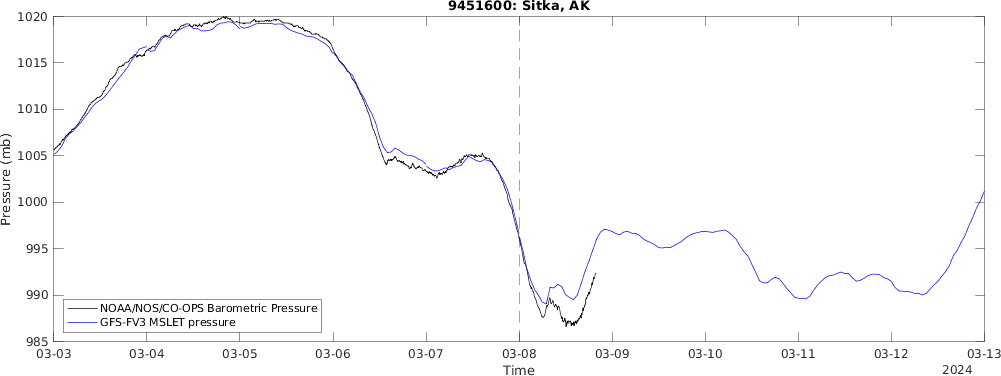 9451600: Sitka, AK
Pressure (mb)
1020
1015
1010
1005
1000
995
990
985
NOAA/NOS/CO-OPS Barometric Pressure
GFS-FV3 MSLET pressure
03-03 03-04 03-05 03-06 03-07 03-08 03-09 03-10 03-11 03-12 03-13
Time
2024